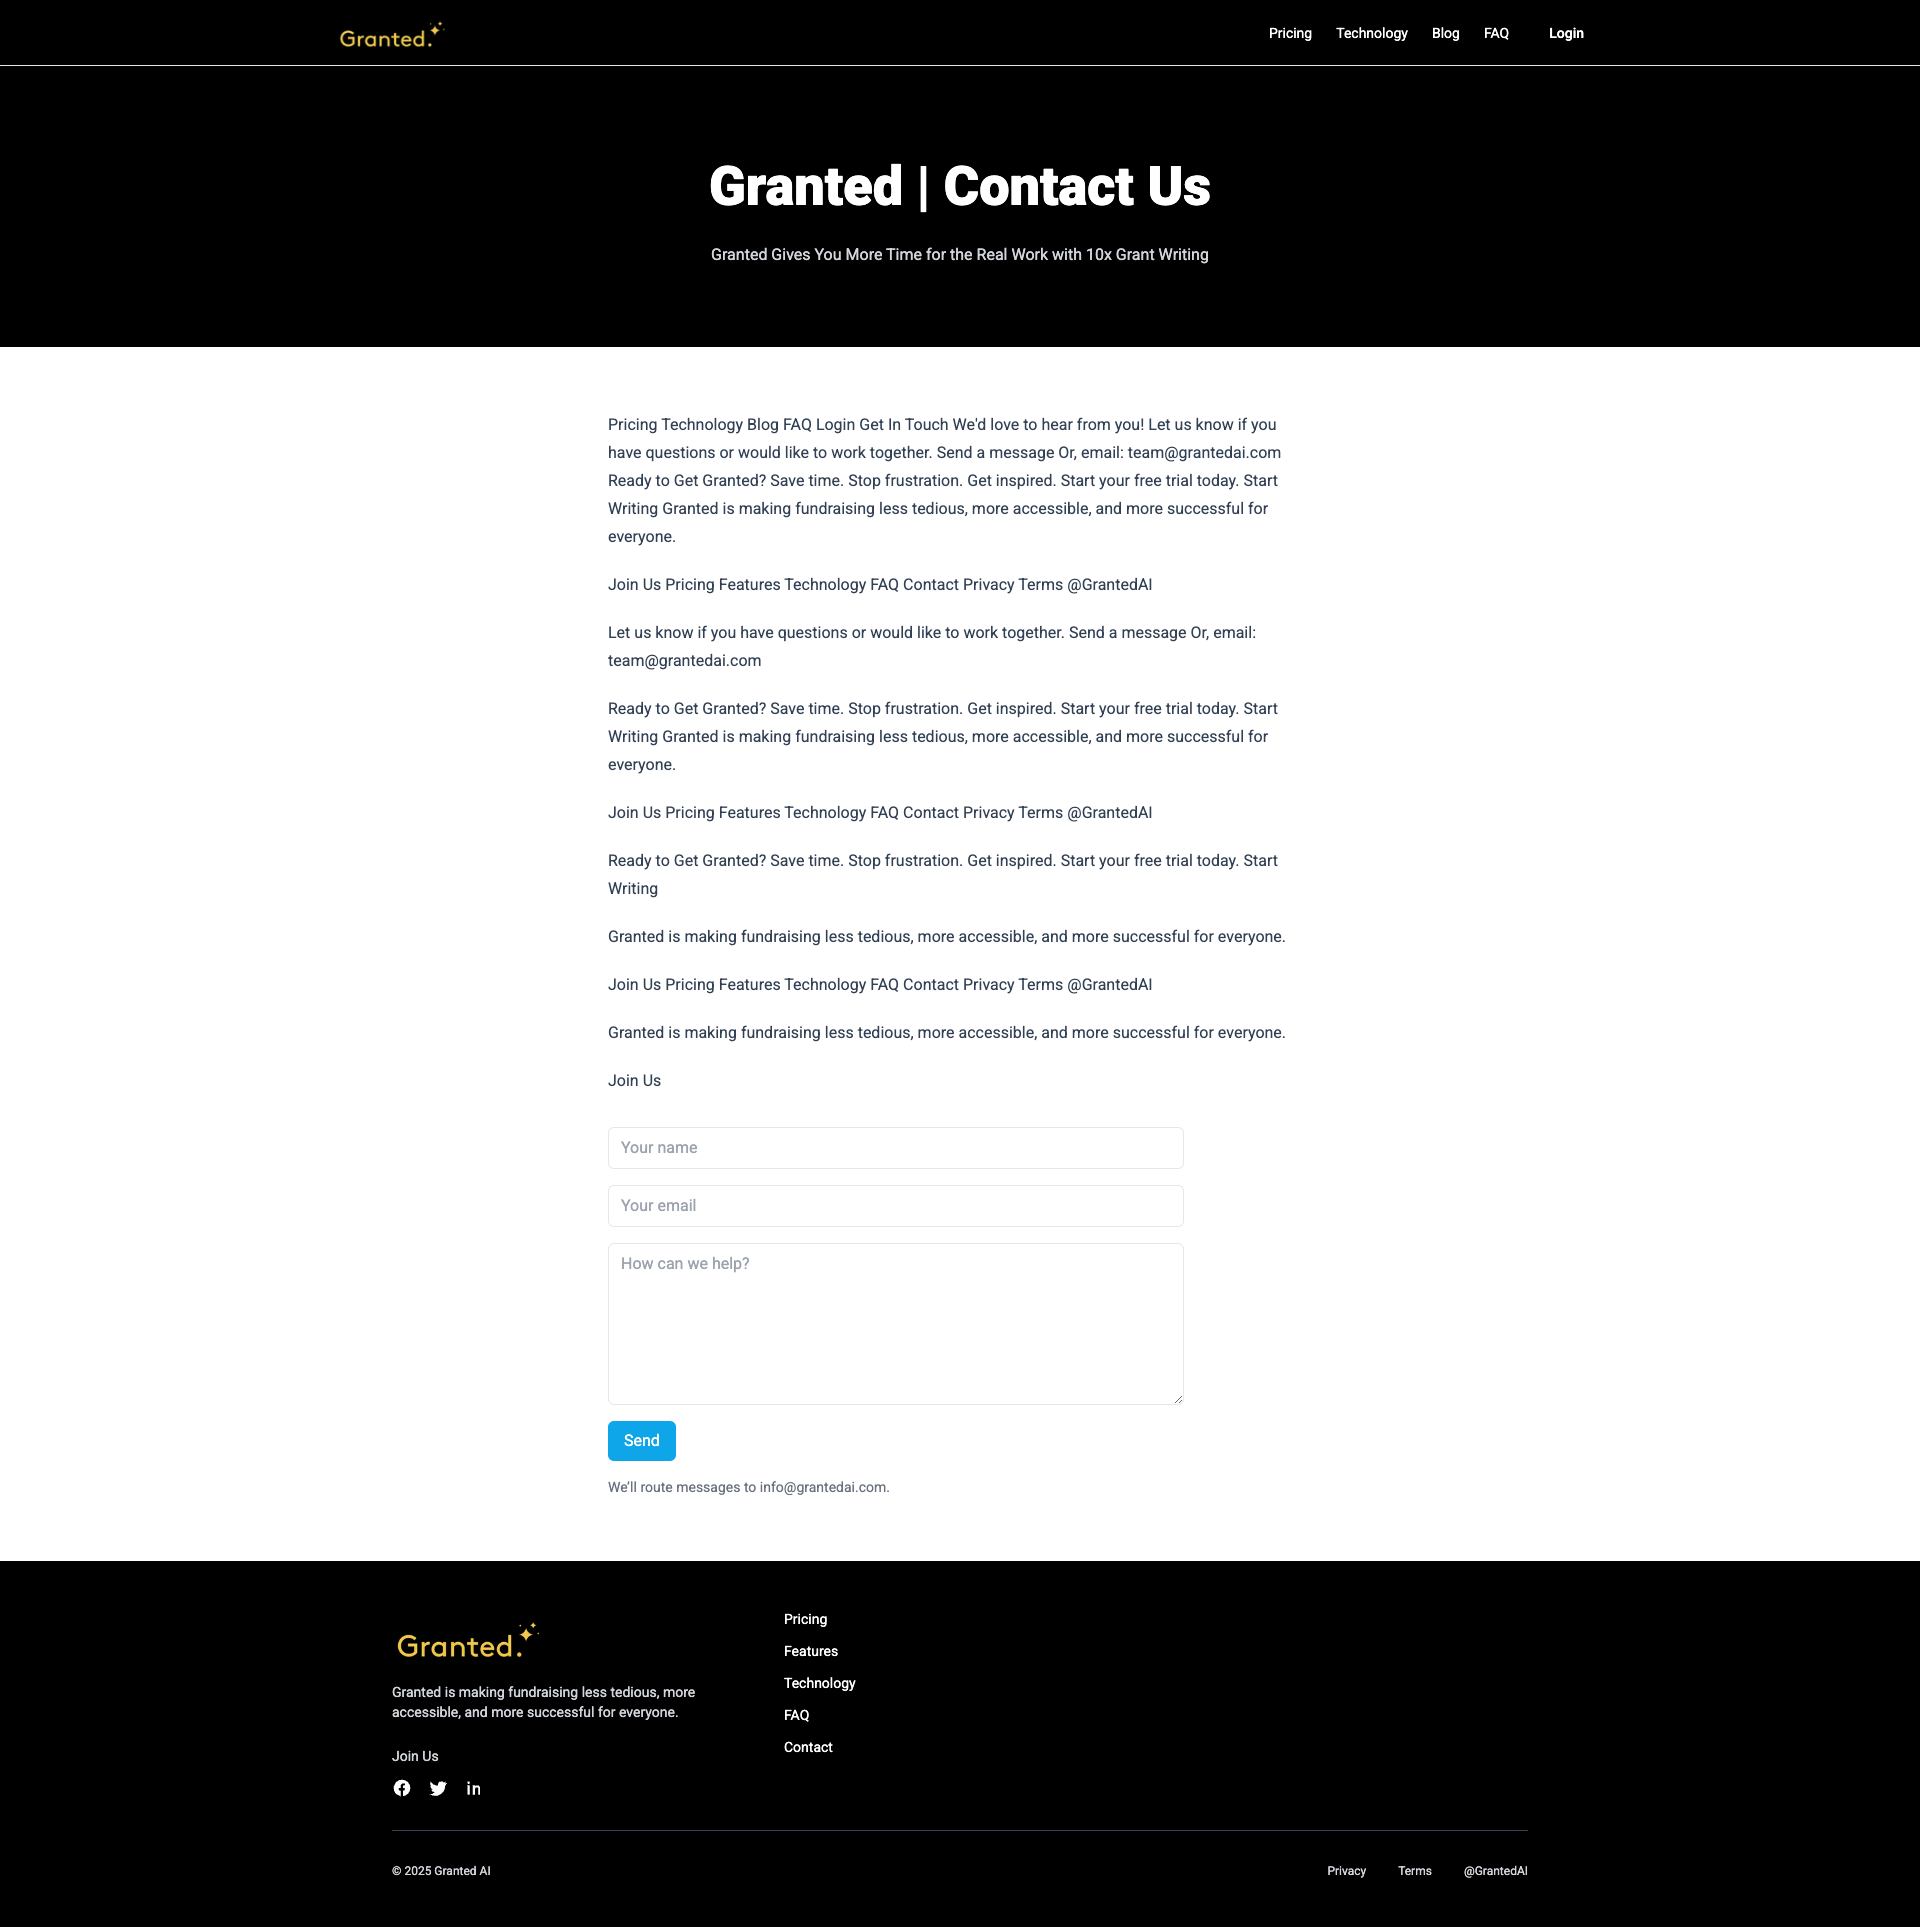 Granted.
Pricing Technology Blog FAQ Login
Granted | Contact Us
Granted Gives You More Time for the Real Work with 10x Grant Writing
Pricing Technology Blog FAQ Login Get In Touch We'd love to hear from you! Let us know if you
have questions or would like to work together. Send a message Or, email: team@grantedai.com
Ready to Get Granted? Save time. Stop frustration. Get inspired. Start your free trial today. Start
Writing Granted is making fundraising less tedious, more accessible, and more successful for
everyone.
Join Us Pricing Features Technology FAQ Contact Privacy Terms @GrantedAI
Let us know if you have questions or would like to work together. Send a message Or, email:
team@grantedai.com
Ready to Get Granted? Save time. Stop frustration. Get inspired. Start your free trial today. Start
Writing Granted is making fundraising less tedious, more accessible, and more successful for
everyone.
Join Us Pricing Features Technology FAQ Contact Privacy Terms @GrantedAI
Ready to Get Granted? Save time. Stop frustration. Get inspired. Start your free trial today. Start
Writing
Granted is making fundraising less tedious, more accessible, and more successful for everyone.
Join Us Pricing Features Technology FAQ Contact Privacy Terms @GrantedAI
Granted is making fundraising less tedious, more accessible, and more successful for everyone.
Join Us
Your name
Your email
How can we help?
Send
We’ll route messages to info@grantedai.com.
Granted.
Granted is making fundraising less tedious, more
accessible, and more successful for everyone.
Join Us
in
Pricing
Features
Technology
FAQ
Contact
© 2025 Granted AI
Privacy Terms @GrantedAI